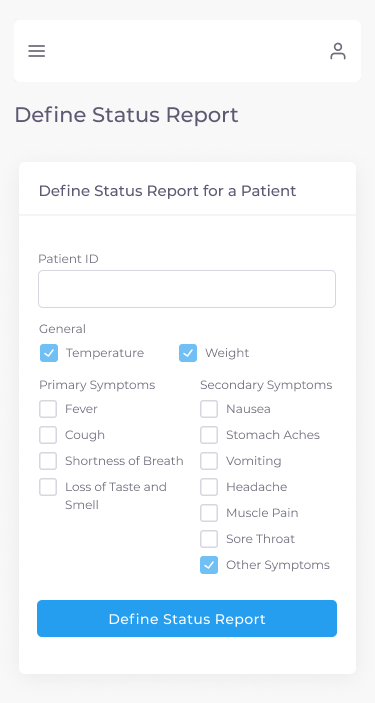 Define Status Report
Define Status Report for a Patient
Patient ID
General
Temperature
Weight
Primary Symptoms
Fever
Cough
Shortness of Breath
Loss of Taste and
Smell
Secondary Symptoms
Nausea
Stomach Aches
Vomiting
Headache
Muscle Pain
Sore Throat
Other Symptoms
Define Status Report